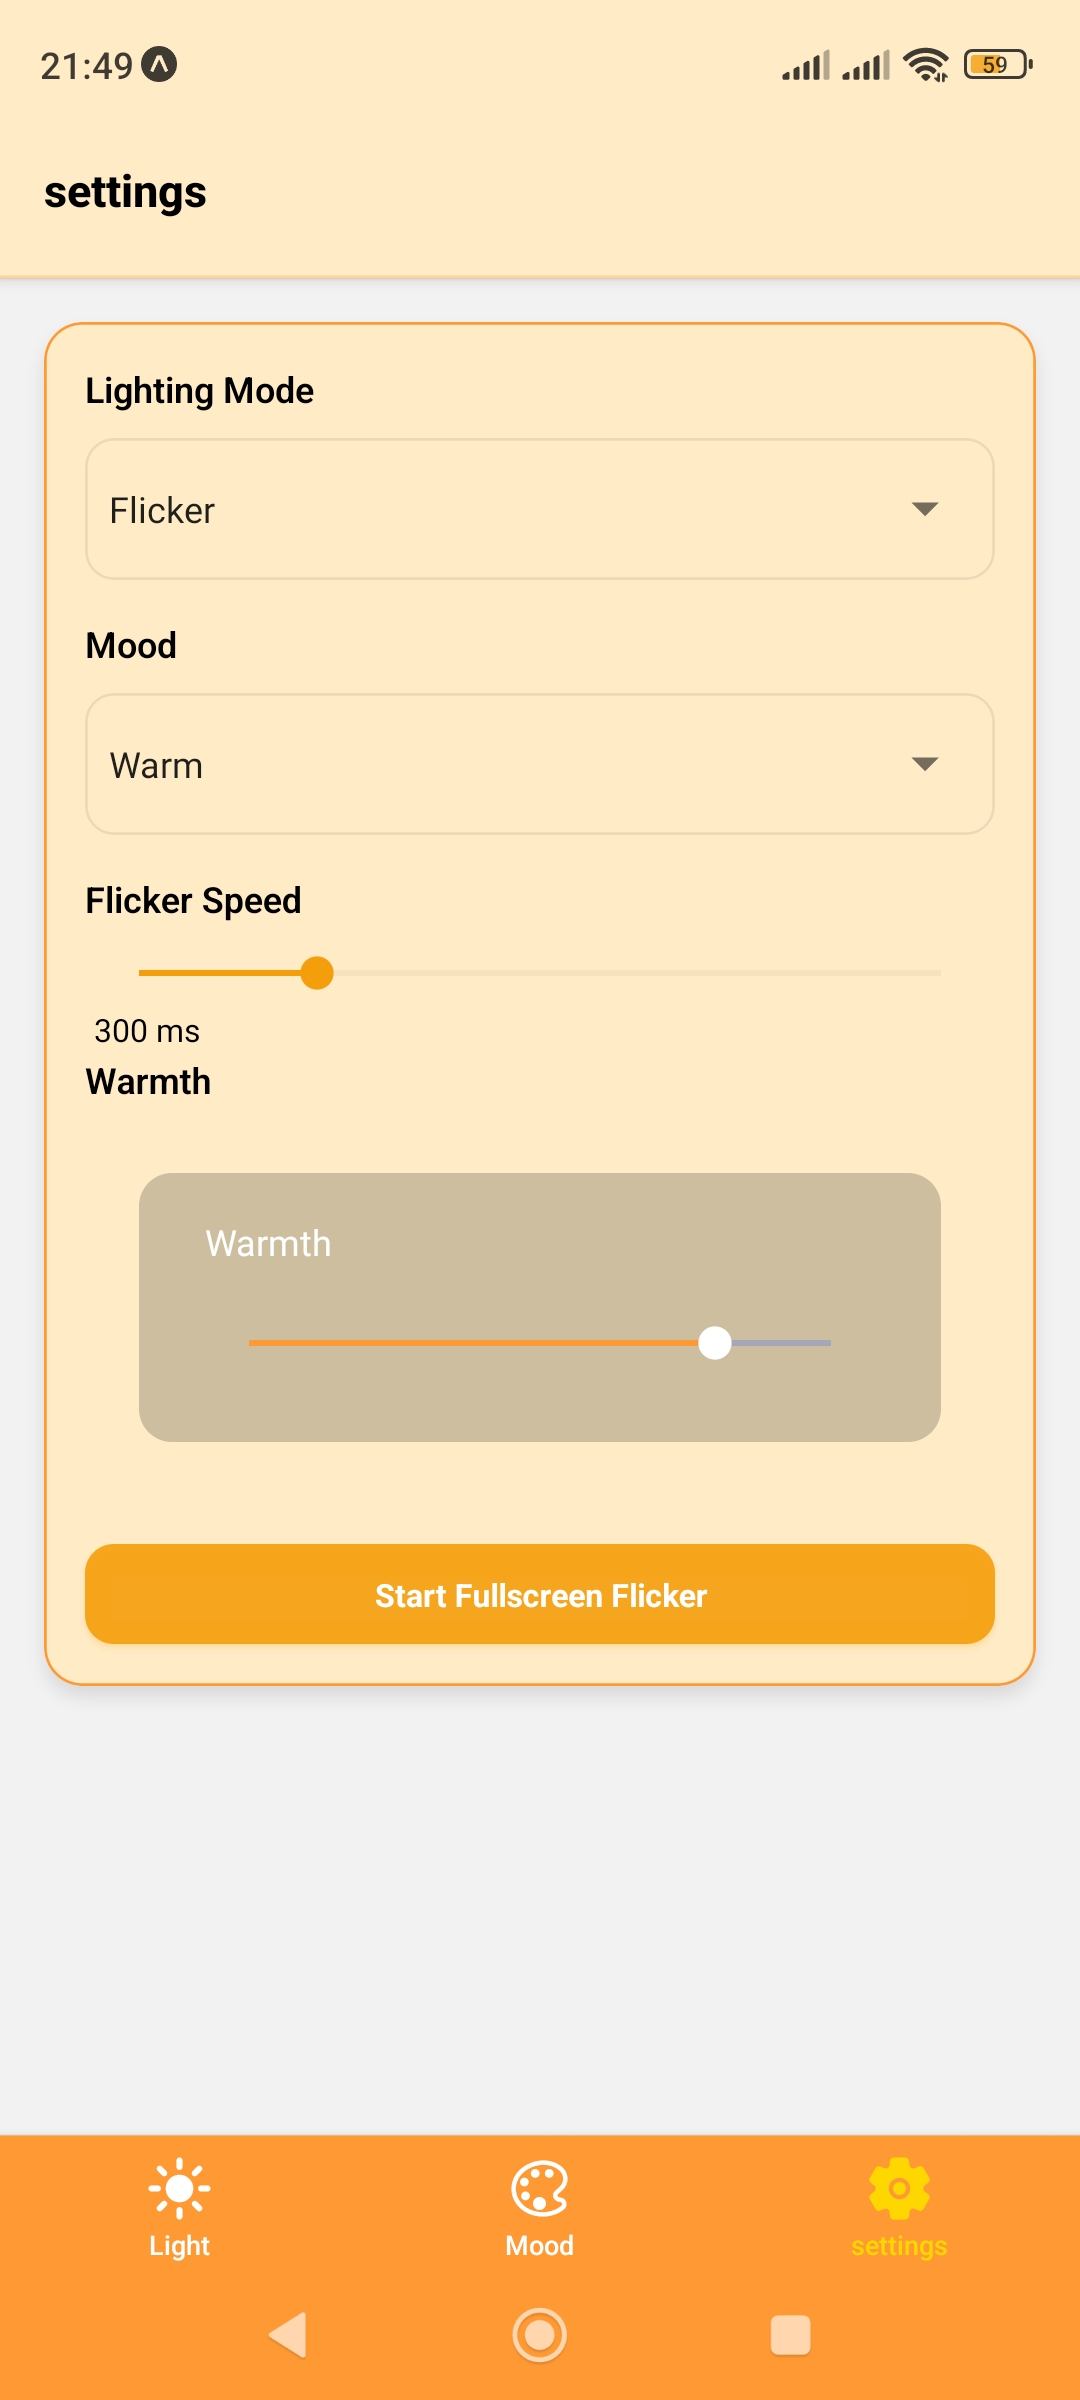 21:49
59
settings
Lighting Mode
Flicker
Mood
Warm
Flicker Speed
300 ms
Warmth
Warmth
Start Fullscreen Flicker
Light
Mood
settings